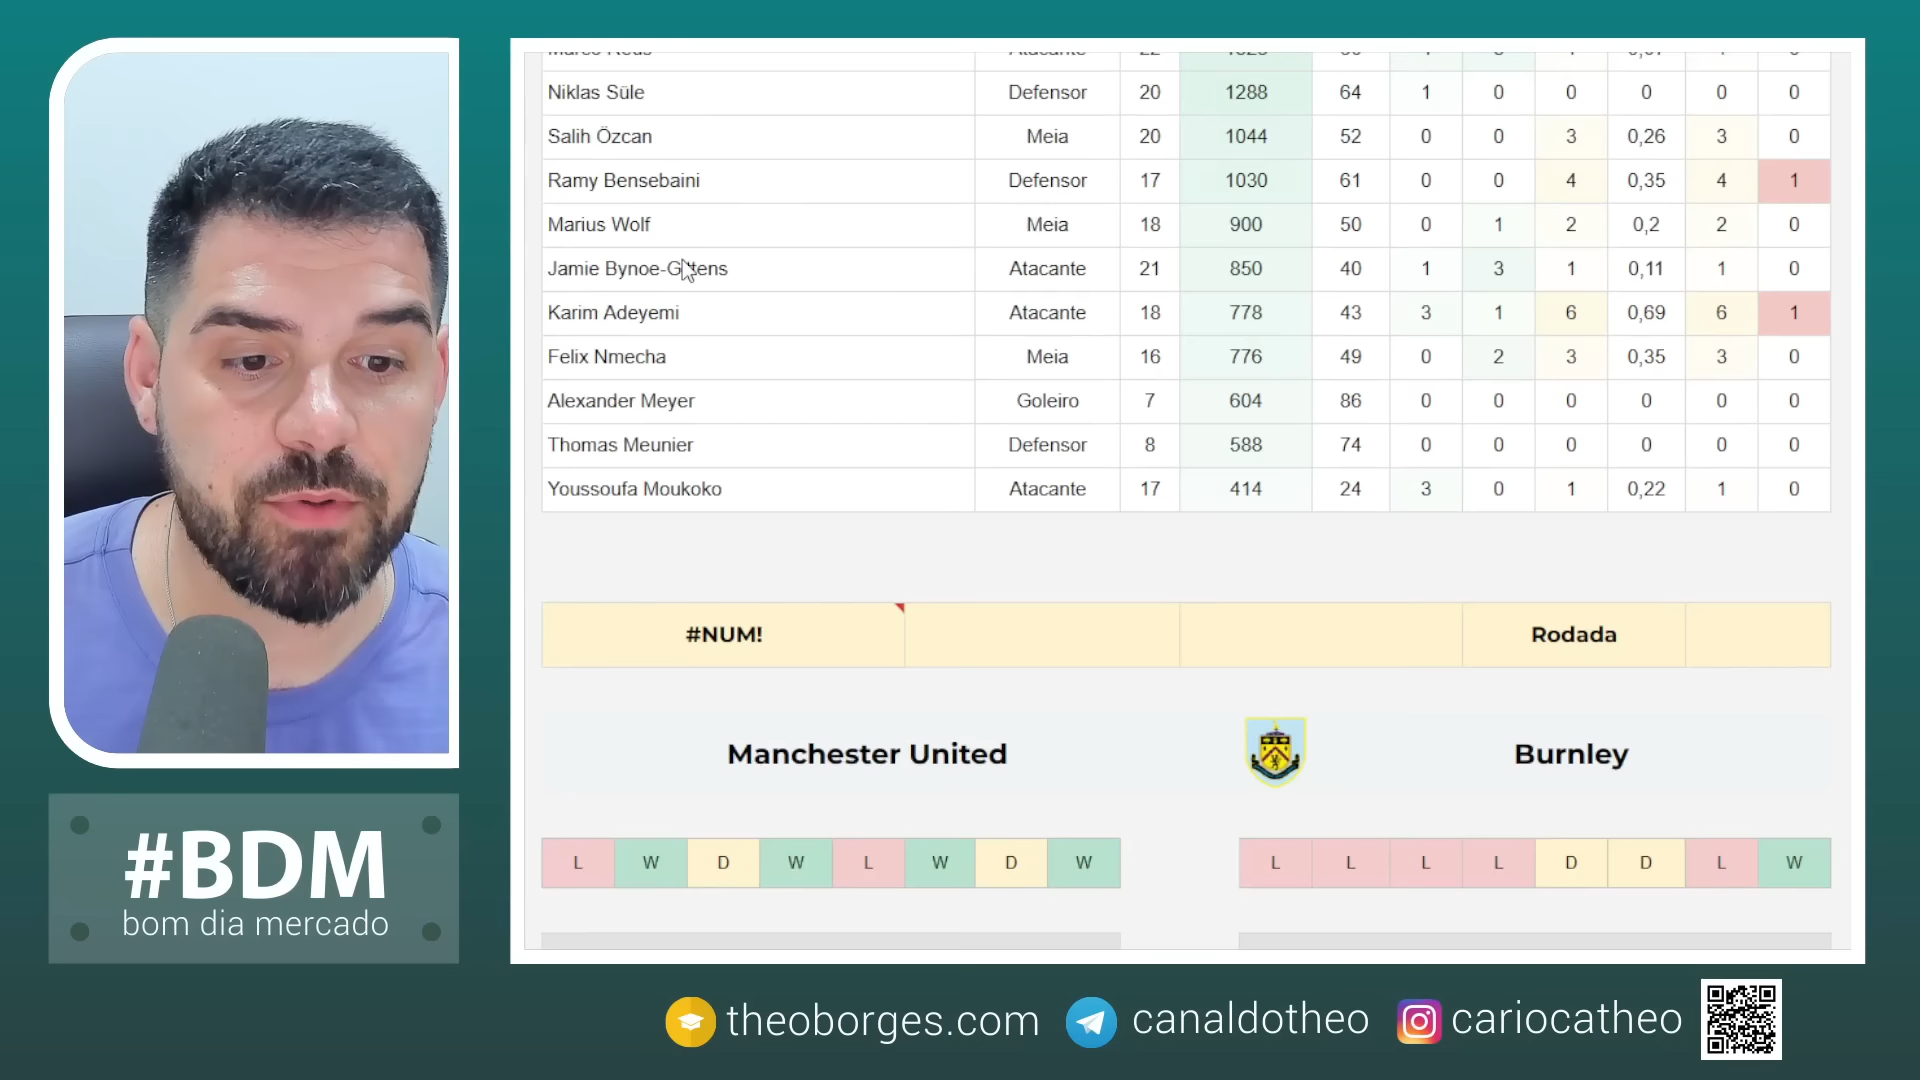 Niklas Süle Defensor 20 1288 64 1 0 0 0 0 0
Salih Özcan Meia 20 1044 52 0 0 3 0,26 3 0
Ramy Bensebaini Defensor 17 1030 61 0 0 4 0,35 4 1
Marius Wolf Meia 18 900 50 0 1 2 0,2 2 0
Jamie Bynoe-Gittens Atacante 21 850 40 1 3 1 0,11 1 0
Karim Adeyemi Atacante 18 778 43 3 1 6 0,69 6 1
Felix Nmecha Meia 16 776 49 0 2 3 0,35 3 0
Alexander Meyer Goleiro 7 604 86 0 0 0 0 0 0
Thomas Meunier Defensor 8 588 74 0 0 0 0 0 0
Youssoufa Moukoko Atacante 17 414 24 3 0 1 0,22 1 0
#NUM! Rodada
Manchester United Burnley
L W D W L W D W L L L L D D L W
#BDM
bom dia mercado
theoborges.com canaldotheo cariocatheo